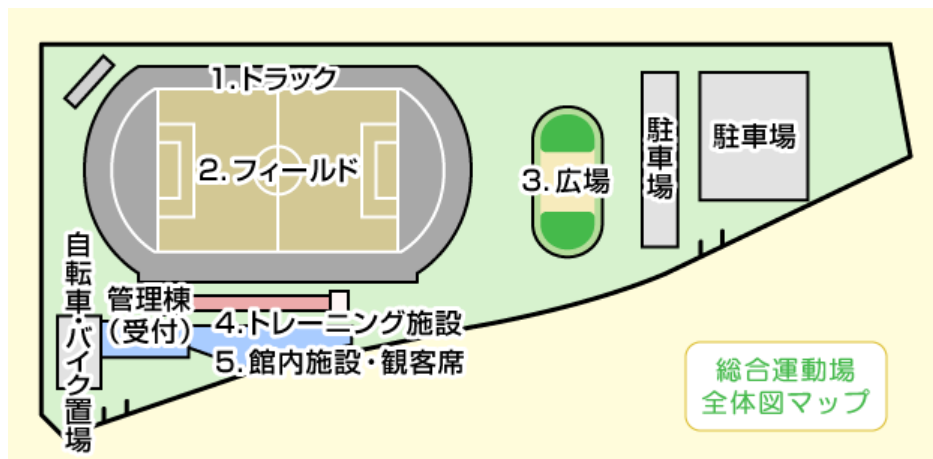 1.トラック
2.フィールド
3.広場
駐車場
駐車場
自転車・バイク置場
管理棟
(受付)
4.トレーニング施設
5.館内施設・観客席
総合運動場
全体図マップ